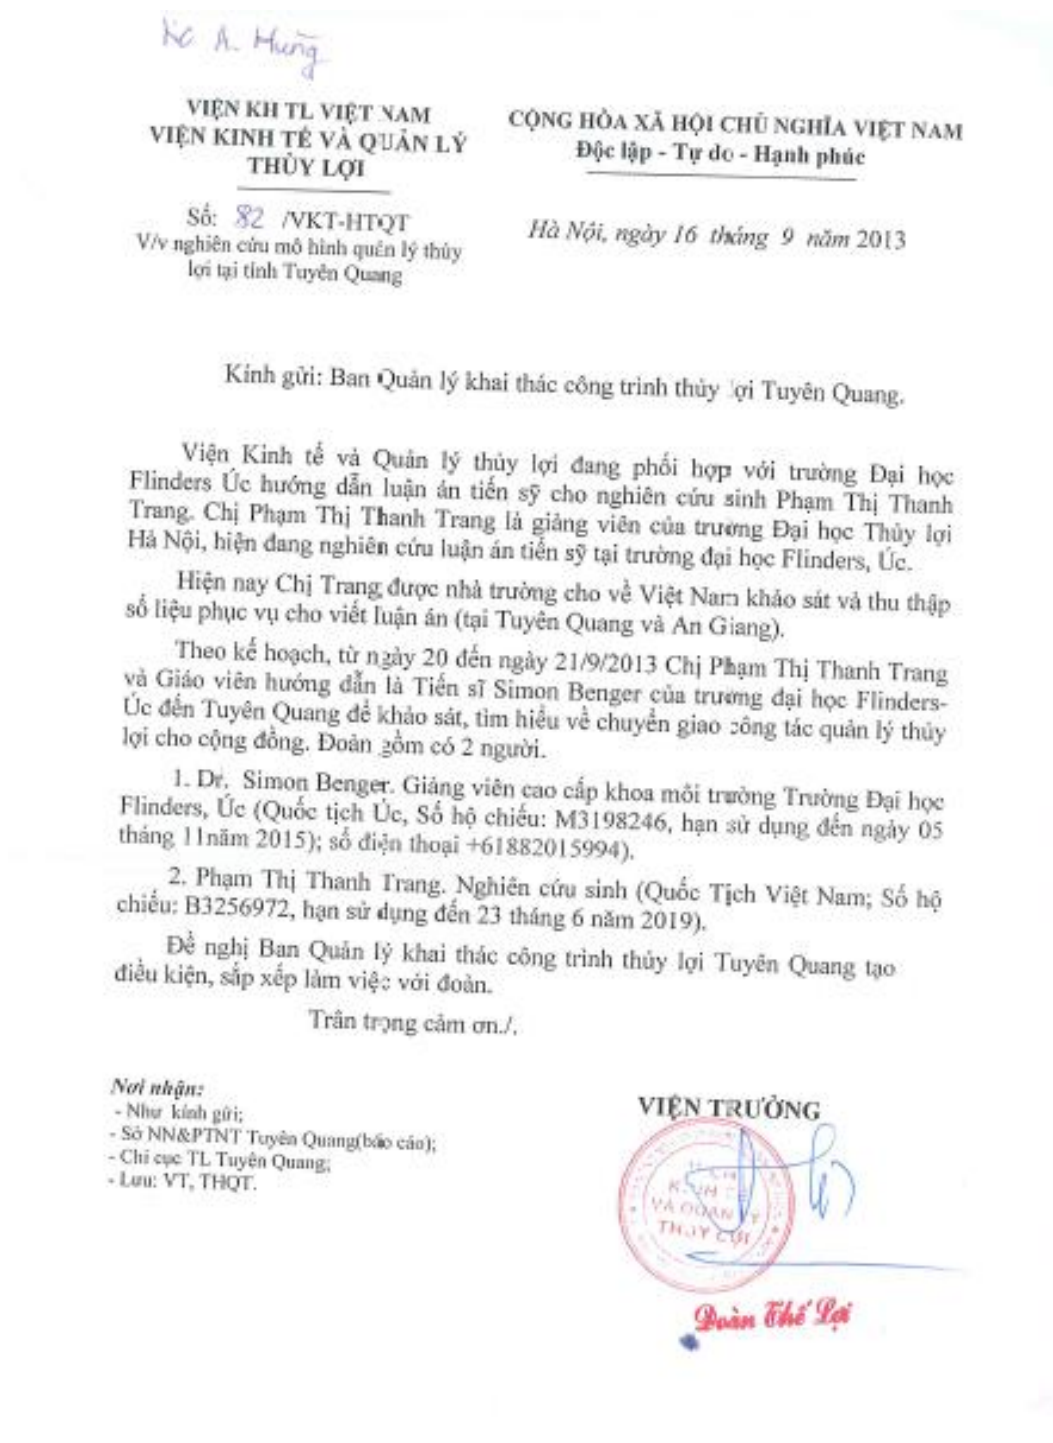 A. Hưng
VIỆN KH TL VIỆT NAM
VIỆN KINH TẾ VÀ QUẢN LÝ
THỦY LỢI
CỘNG HÒA XÃ HỘI CHỦ NGHĨA VIỆT NAM
Độc lập - Tự do - Hạnh phúc
Số: 82 /VKT-HTQT
V/v nghiên cứu mô hình quản lý thủy
lợi tại tỉnh Tuyên Quang
Hà Nội, ngày 16 tháng 9 năm 2013
Kính gửi: Ban Quản lý khai thác công trình thủy lợi Tuyên Quang.
Viện Kinh tế và Quản lý thủy lợi đang phối hợp với trường Đại học
Flinders Úc hướng dẫn luận án tiến sỹ cho nghiên cứu sinh Phạm Thị Thanh
Trang. Chị Phạm Thị Thanh Trang là giảng viên của trường Đại học Thủy lợi
Hà Nội, hiện đang nghiên cứu luận án tiến sỹ tại trường đại học Flinders, Úc.
Hiện nay Chị Trang được nhà trường cho về Việt Nam khảo sát và thu thập
số liệu phục vụ cho viết luận án (tại Tuyên Quang và An Giang).
Theo kế hoạch, từ ngày 20 đến ngày 21/9/2013 Chị Phạm Thị Thanh Trang
và Giáo viên hướng dẫn là Tiến sĩ Simon Benger của trương đại học Flinders-
Úc đến Tuyên Quang để khảo sát, tìm hiểu về chuyển giao công tác quản lý thủy
lợi cho cộng đồng. Đoàn gồm có 2 người.
1. Dr. Simon Benger. Giảng viên cao cấp khoa môi trường Trường Đại học
Flinders, Úc (Quốc tịch Úc, Số hộ chiếu: M3198246, hạn sử dụng đến ngày 05
tháng 11năm 2015); số điện thoại +61882015994).
2. Phạm Thị Thanh Trang. Nghiên cứu sinh (Quốc Tịch Việt Nam; Số hộ
chiếu: B3256972, hạn sử dụng đến 23 tháng 6 năm 2019).
Đề nghị Ban Quản lý khai thác công trình thủy lợi Tuyên Quang tạo
điều kiện, sắp xếp làm việc với đoàn.
Trân trọng cảm ơn./.
Nơi nhận:
- Như kính gửi;
- Sở NN&PTNT Tuyên Quang(báo cáo);
- Chi cục TL Tuyên Quang;
- Lưu: VT, THQT.
VIỆN TRƯỞNG
VÀ QUẢN LÝ
THỦY LỢI
Đoàn Thế Lợi